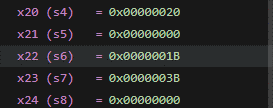 x20 (s4) = 0x00000020
x21 (s5) = 0x00000000
x22 (s6) = 0x0000001B
x23 (s7) = 0x0000003B
x24 (s8) = 0x00000000